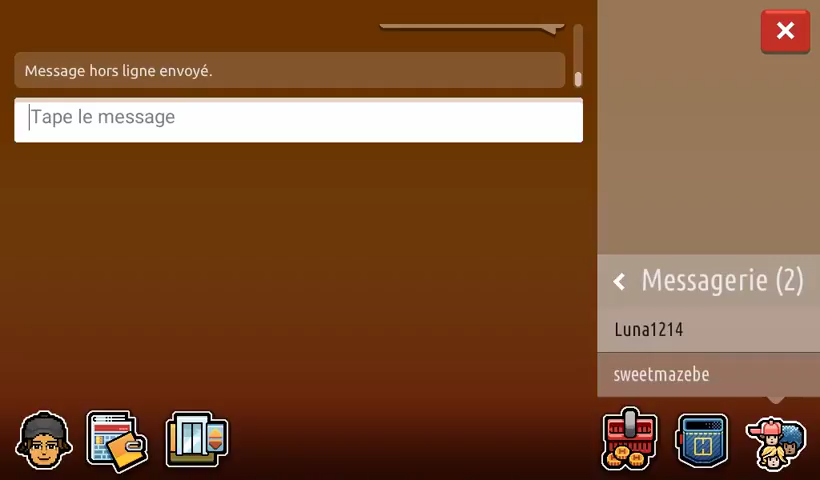 Message hors ligne envoyé.
Tape le message
Messagerie (2)
Luna1214
sweetmazebe